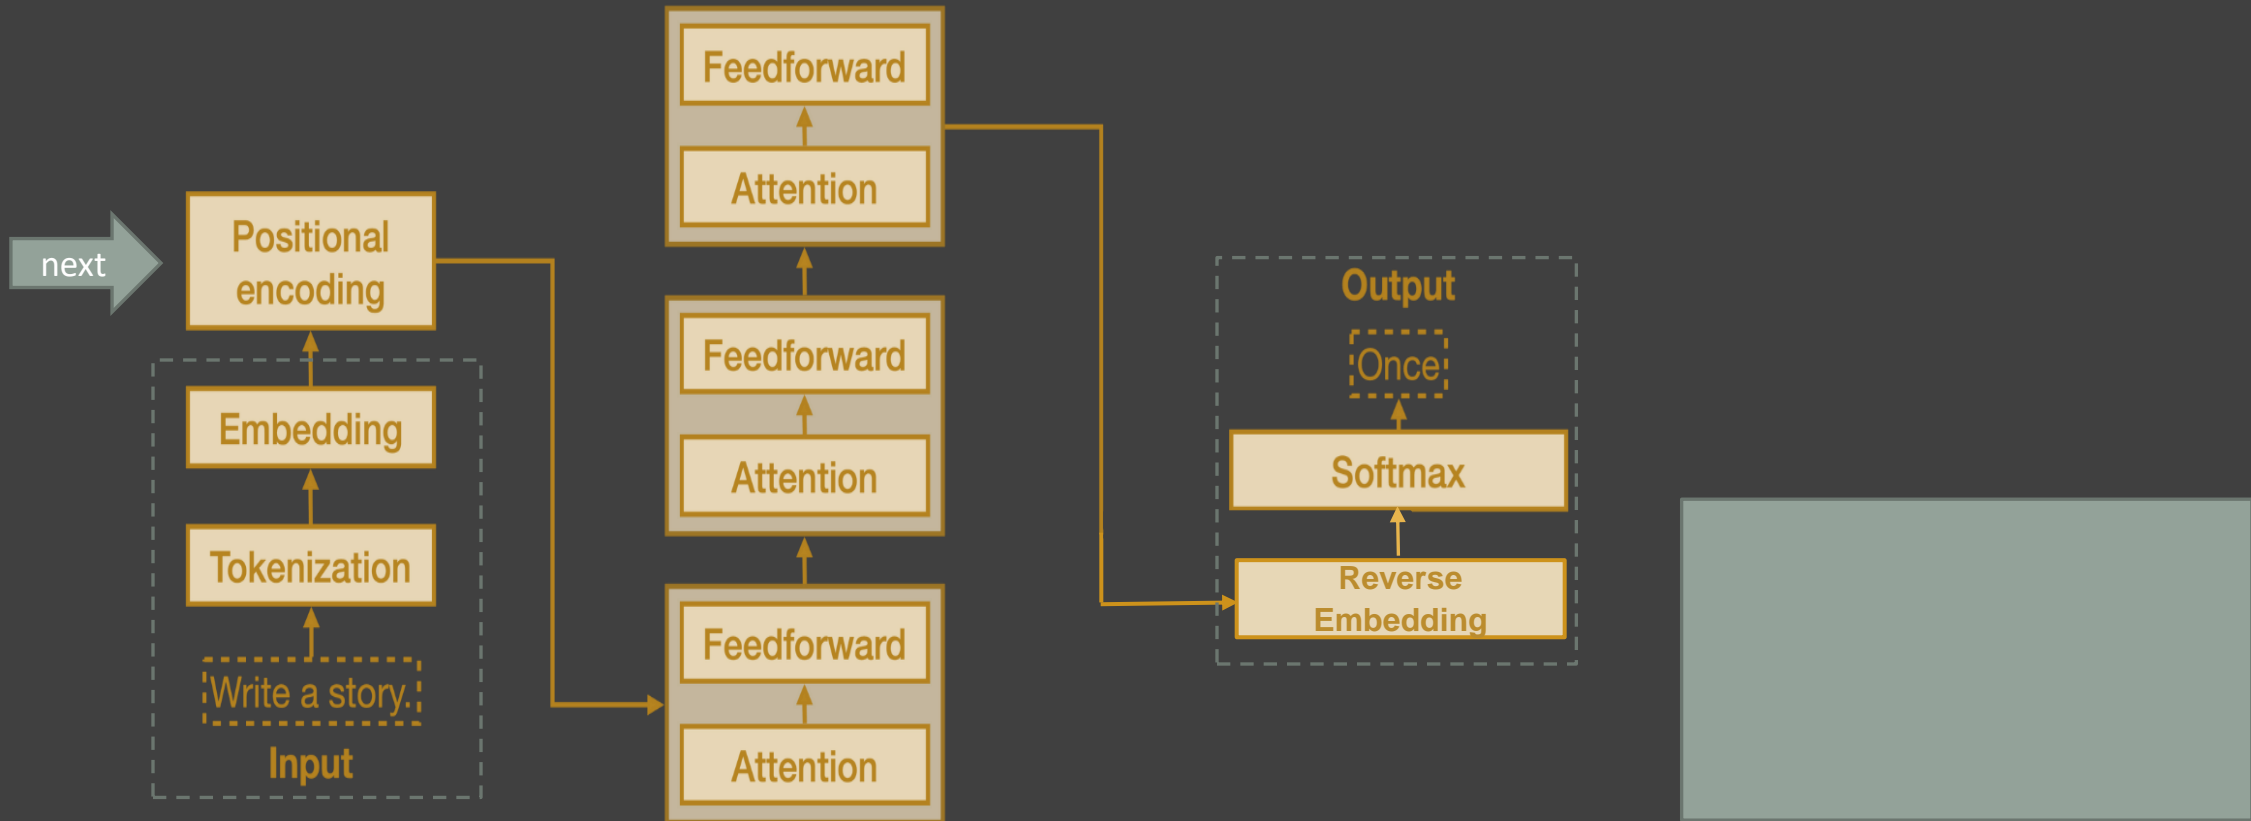 next
Positional
encoding
Embedding
Tokenization
Write a story.
Input
Feedforward
Attention
Feedforward
Attention
Feedforward
Attention
Output
Once
Softmax
Reverse
Embedding